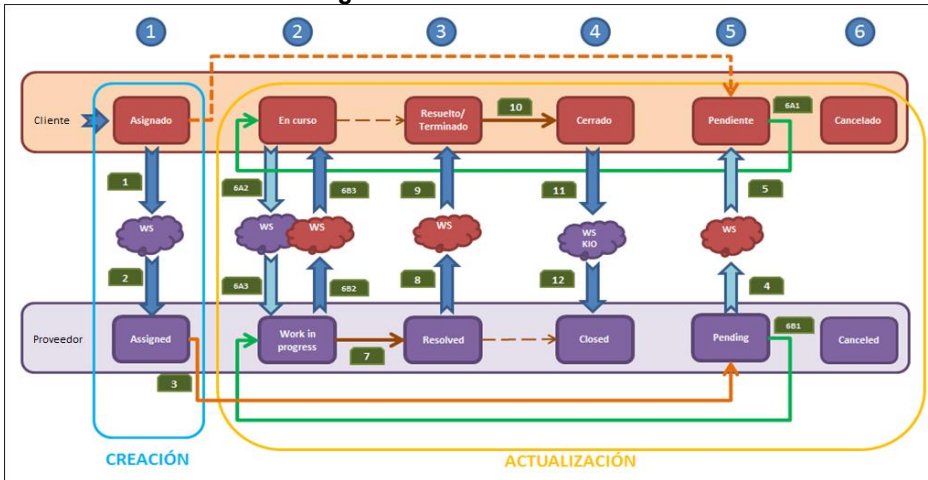 1 2 3 4 5 6
Cliente
Asignado
En curso
Resuelto/
Terminado
10
Cerrado
Pendiente
6A1
Cancelado
1
6A2
6B3
9
11
5
WS
WS
WS
WS
WS
KIO
WS
2
6A3
6B2
8
12
4
Proveedor
Assigned
Work in
progress
7
Resolved
Closed
Pending
6B1
Canceled
3
CREACIÓN
ACTUALIZACIÓN